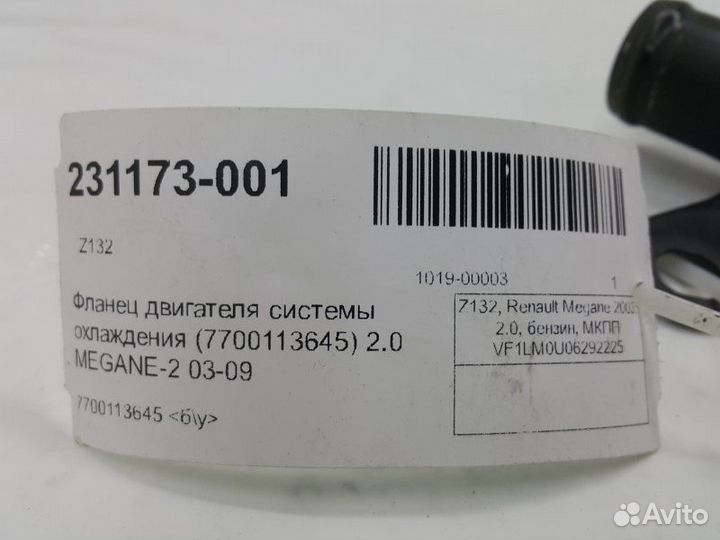 231173-001
Z132
1019-00003 1
Фланец двигателя системы
охлаждения (7700113645) 2.0
MEGANE-2 03-09
7700113645 <б\у>
Z132, Renault Megane 2003
2.0, бензин, МКПП
VF1LM0U06292225
Avito